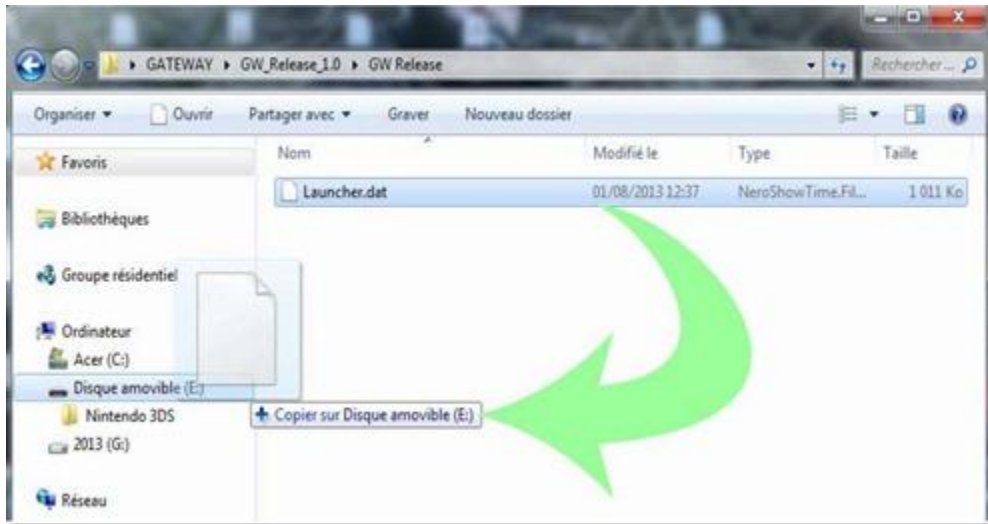 GATEWAY ▸ GW_Release_1.0 ▸ GW Release
Rechercher ...
Organiser
Ouvrir
Partager avec
Graver
Nouveau dossier
Nom
Modifié le
Type
Taille
Favoris
Launcher.dat
01/08/2013 12:37
NeroShowTime.Fil...
1 011 Ko
Bibliothèques
Groupe résidentiel
Ordinateur
Acer (C:)
Disque amovible (E:)
Nintendo 3DS
Copier sur Disque amovible (E:)
2013 (G:)
Réseau